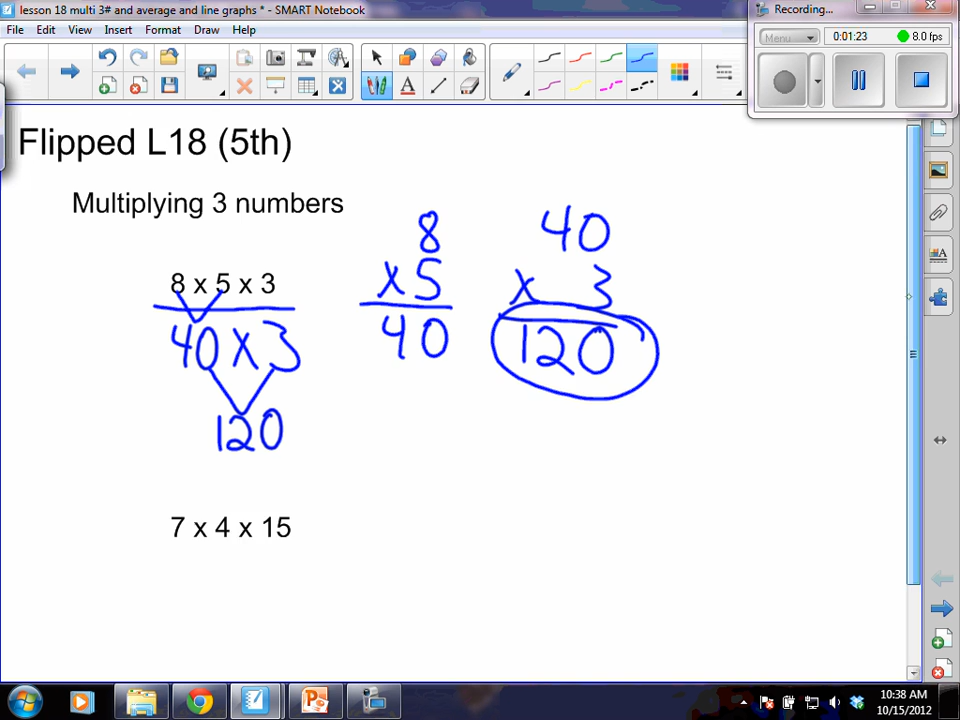 lesson 18 multi 3# and average and line graphs * - SMART Notebook
File Edit View Insert Format Draw Help
Recording...
Menu 0:01:23 8.0 fps
Flipped L18 (5th)
Multiplying 3 numbers
8 x 5 x 3
40 x 3
120
8
x 5
40
40
x 3
120
7 x 4 x 15
10:38 AM
10/15/2012